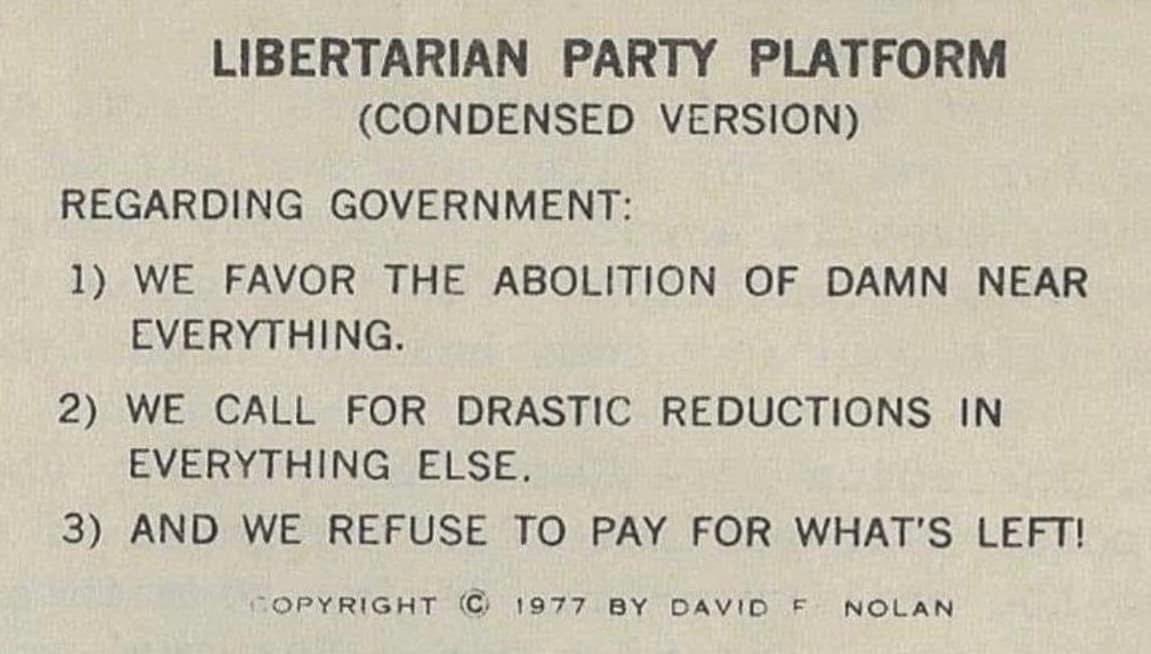 LIBERTARIAN PARTY PLATFORM
(CONDENSED VERSION)
REGARDING GOVERNMENT:
1) WE FAVOR THE ABOLITION OF DAMN NEAR
EVERYTHING.
2) WE CALL FOR DRASTIC REDUCTIONS IN
EVERYTHING ELSE.
3) AND WE REFUSE TO PAY FOR WHAT'S LEFT!
COPYRIGHT © 1977 BY DAVID F NOLAN